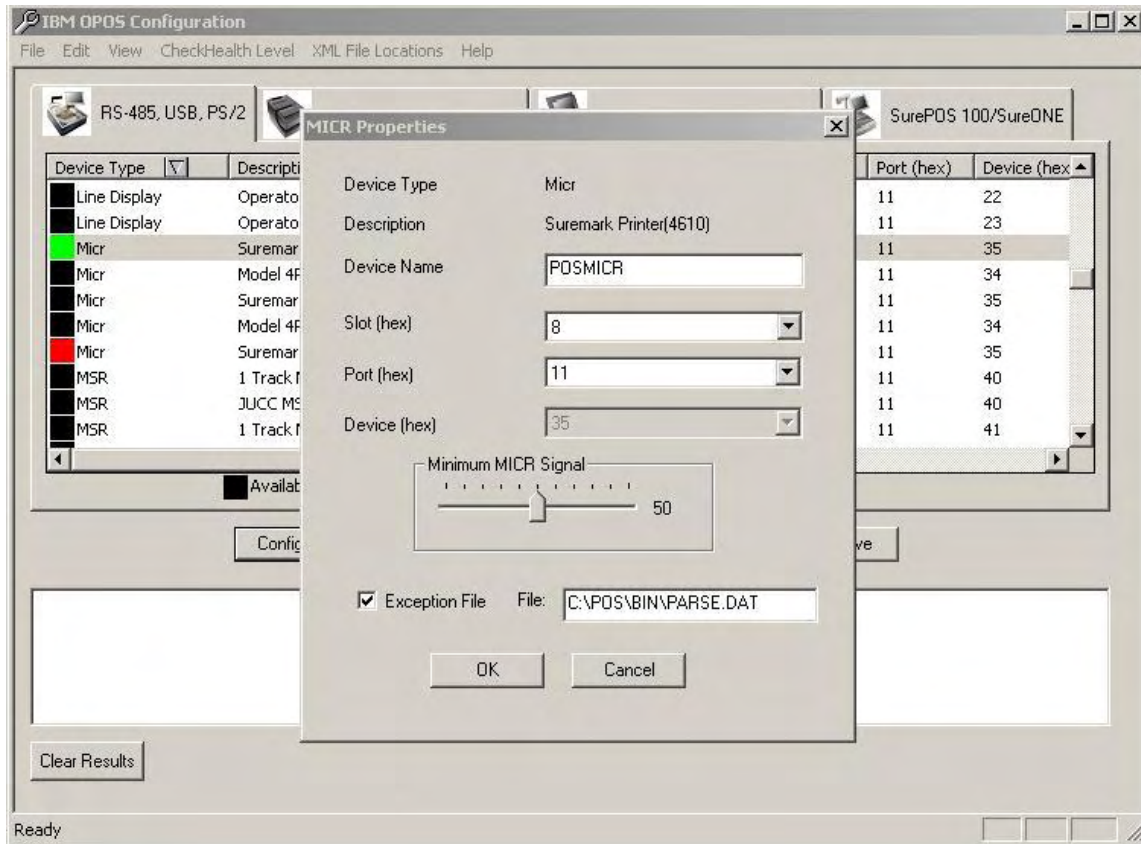 IBM OPOS Configuration
File Edit View CheckHealth Level XML File Locations Help
RS-485, USB, PS/2 SurePOS 100/SureONE
MICR Properties
Device Type Descripti Port (hex) Device (hex
Line Display Operato 11 22
Line Display Operato 11 23
Micr Suremar 11 35
Micr Model 4P 11 34
Micr Suremar 11 35
Micr Model 4P 11 34
Micr Suremar 11 35
MSR 1 Track 11 40
MSR JUCC MS 11 40
MSR 1 Track 11 41
Availab
Config ve
Device Type Micr
Description Suremark Printer(4610)
Device Name POSMICR
Slot (hex) 8
Port (hex) 11
Device (hex) 35
Minimum MICR Signal
50
Exception File File: C:\POS\BIN\PARSE.DAT
OK Cancel
Clear Results
Ready